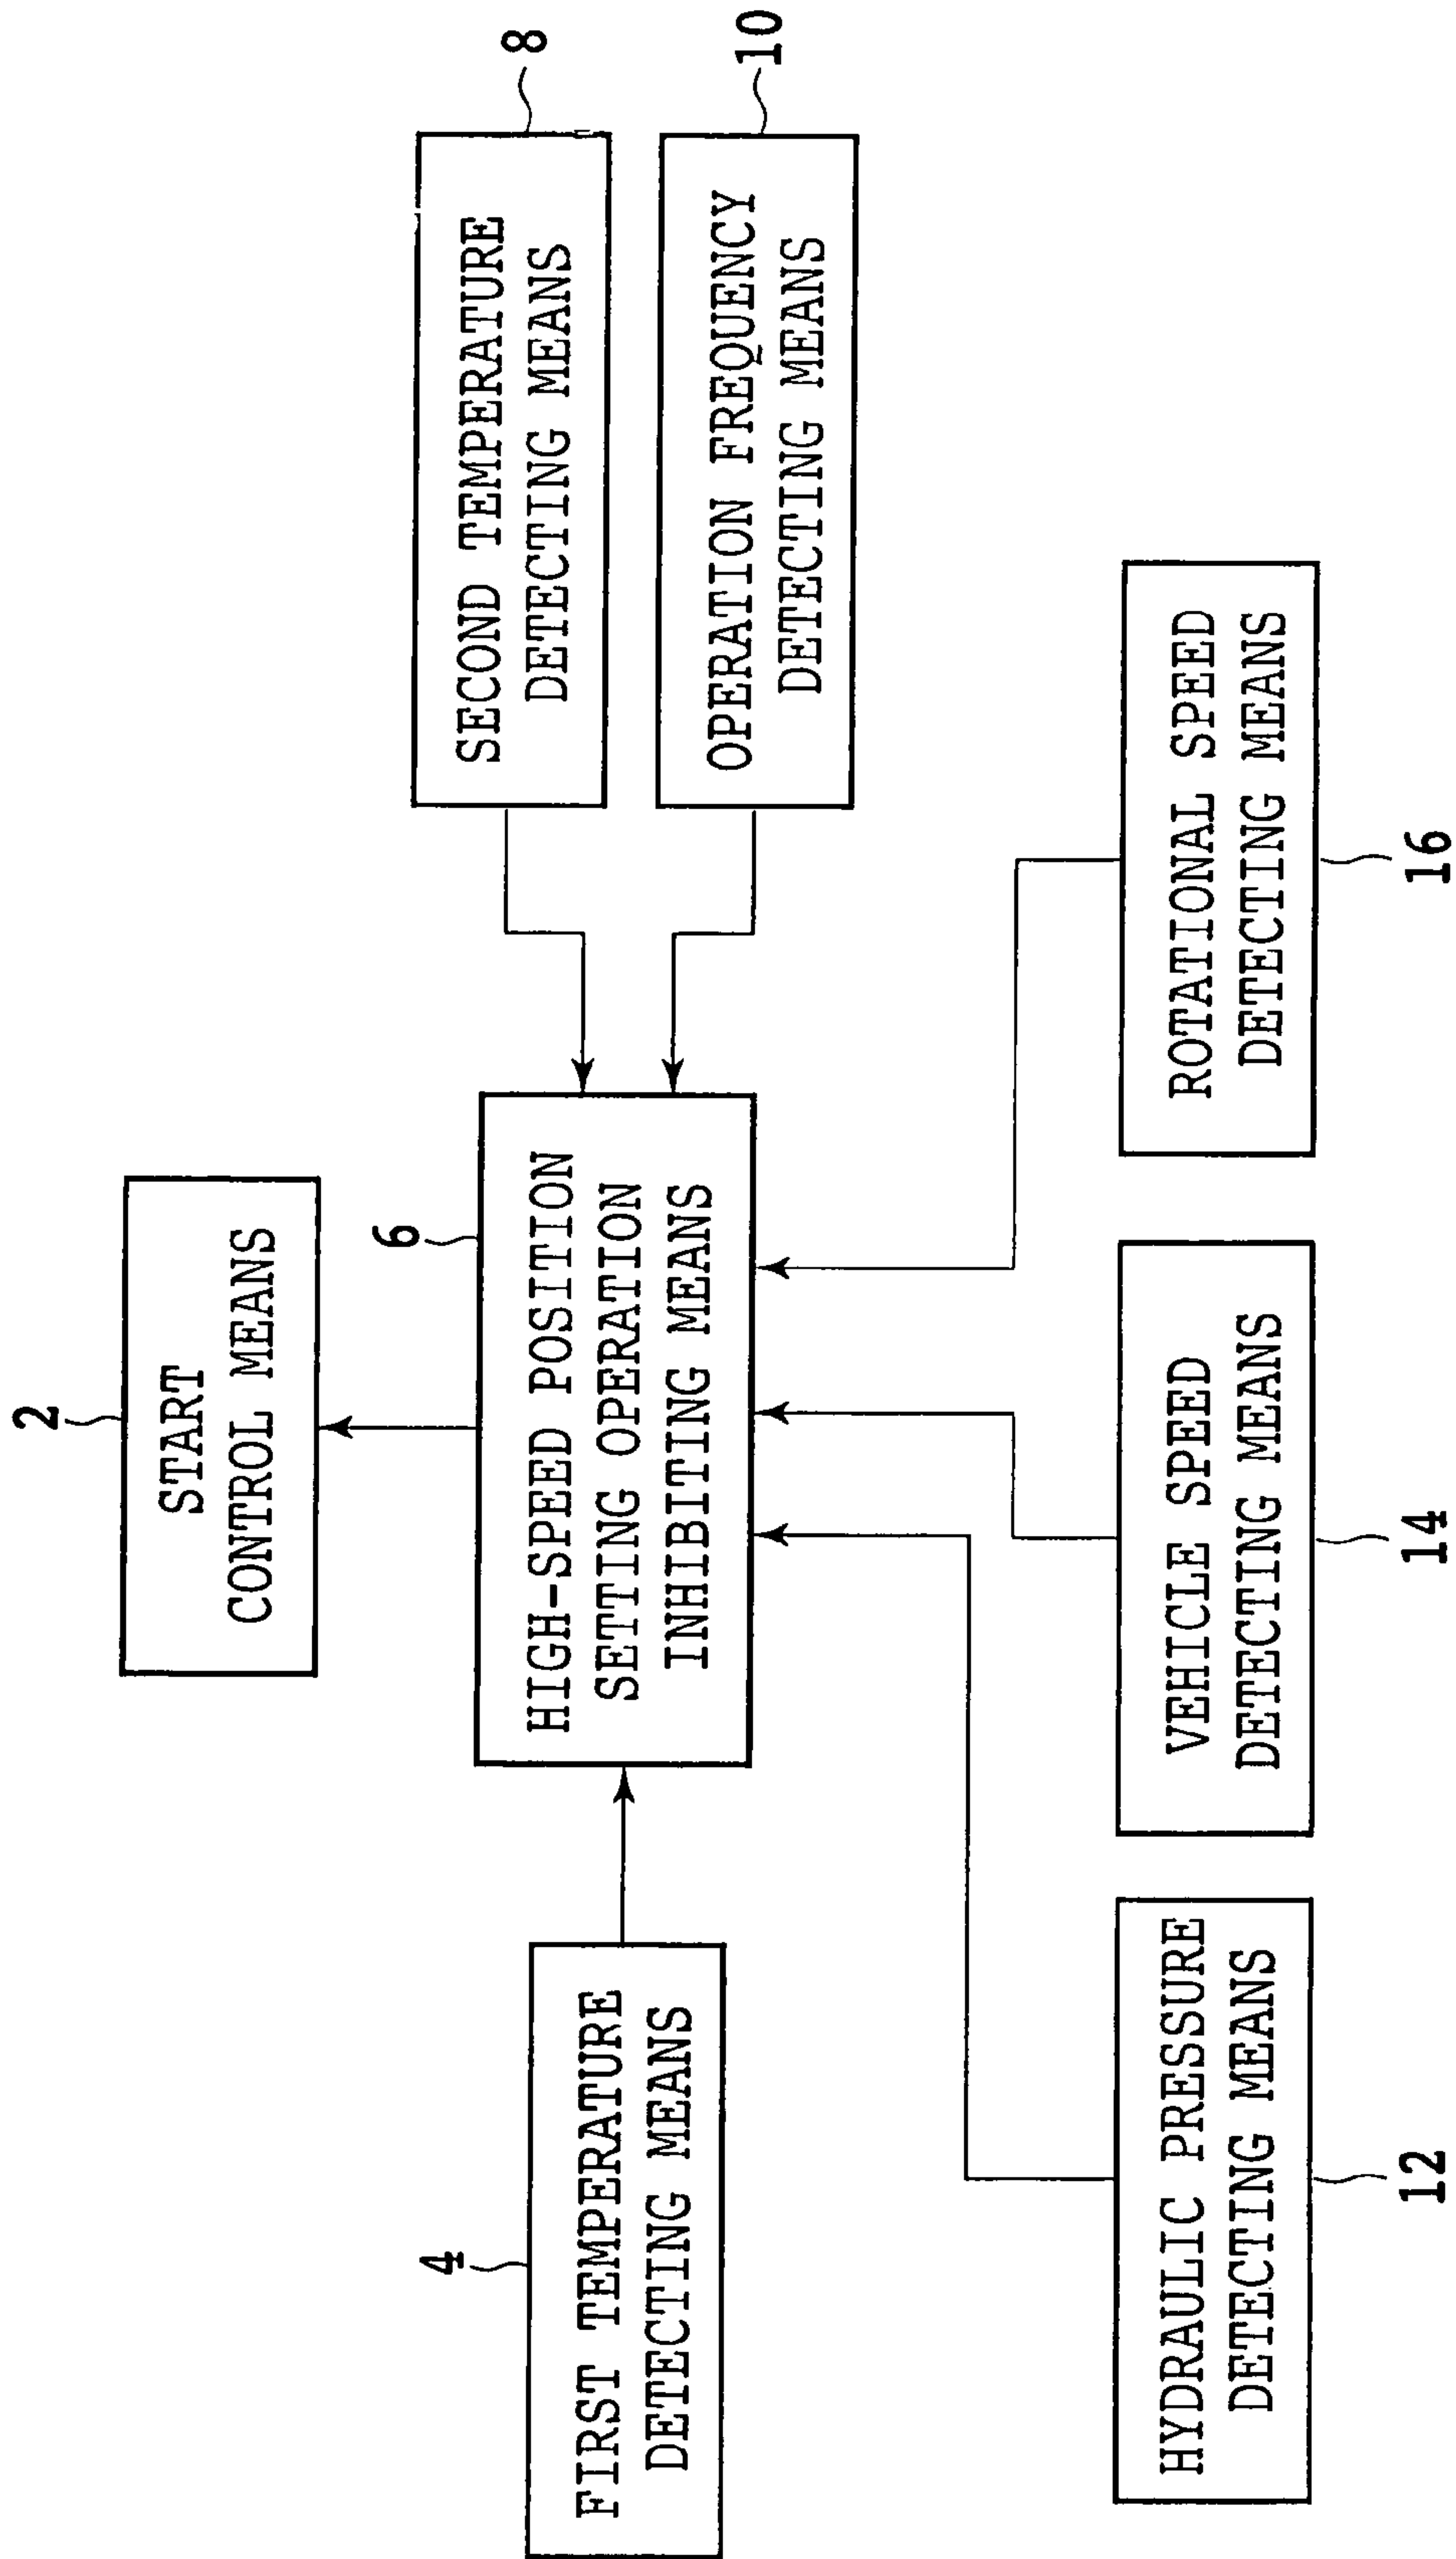 2
START
CONTROL MEANS
4
FIRST TEMPERATURE
DETECTING MEANS
6
HIGH-SPEED POSITION
SETTING OPERATION
INHIBITING MEANS
SECOND TEMPERATURE
DETECTING MEANS
8
OPERATION FREQUENCY
DETECTING MEANS
10
HYDRAULIC PRESSURE
DETECTING MEANS
12
VEHICLE SPEED
DETECTING MEANS
14
ROTATIONAL SPEED
DETECTING MEANS
16